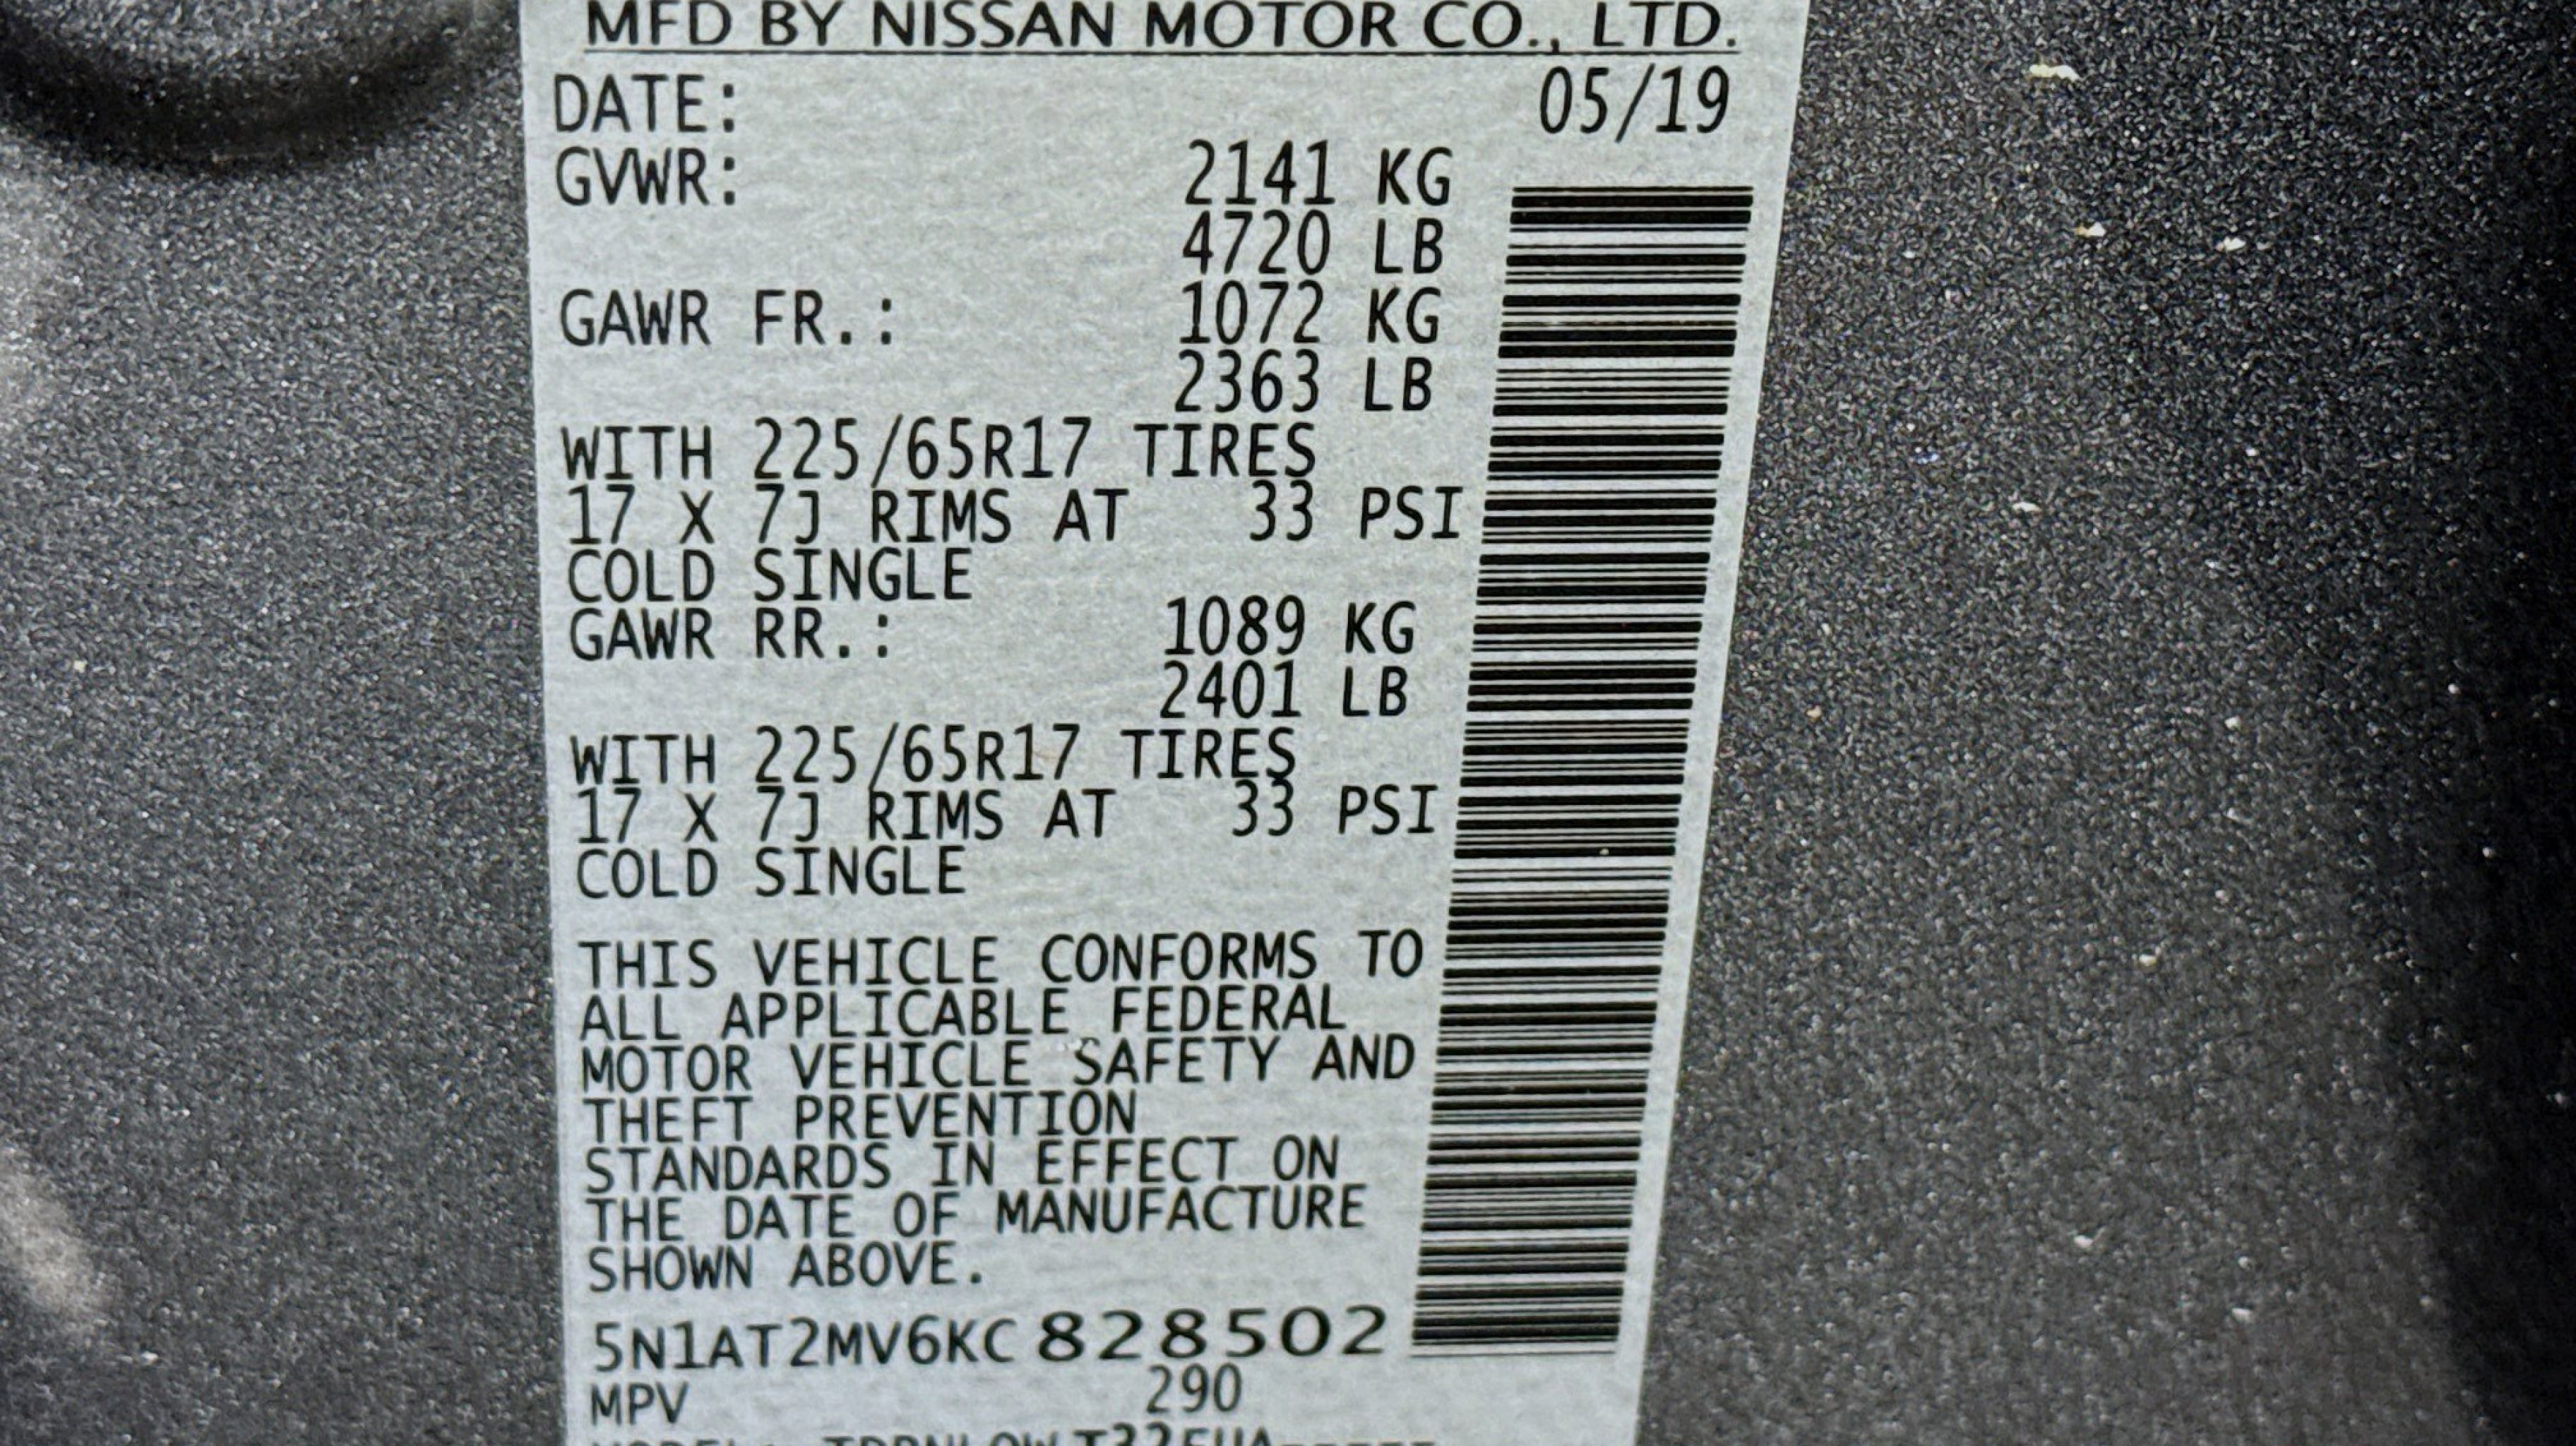 MFD BY NISSAN MOTOR CO., LTD.
DATE: 05/19
GVWR: 2141 KG
4720 LB
GAWR FR.: 1072 KG
2363 LB
WITH 225/65R17 TIRES
17 X 7J RIMS AT 33 PSI
COLD SINGLE
GAWR RR.: 1089 KG
2401 LB
WITH 225/65R17 TIRES
17 X 7J RIMS AT 33 PSI
COLD SINGLE
THIS VEHICLE CONFORMS TO
ALL APPLICABLE FEDERAL
MOTOR VEHICLE SAFETY AND
THEFT PREVENTION
STANDARDS IN EFFECT ON
THE DATE OF MANUFACTURE
SHOWN ABOVE.
5N1AT2MV6KC828502
MPV 290
MODEL: